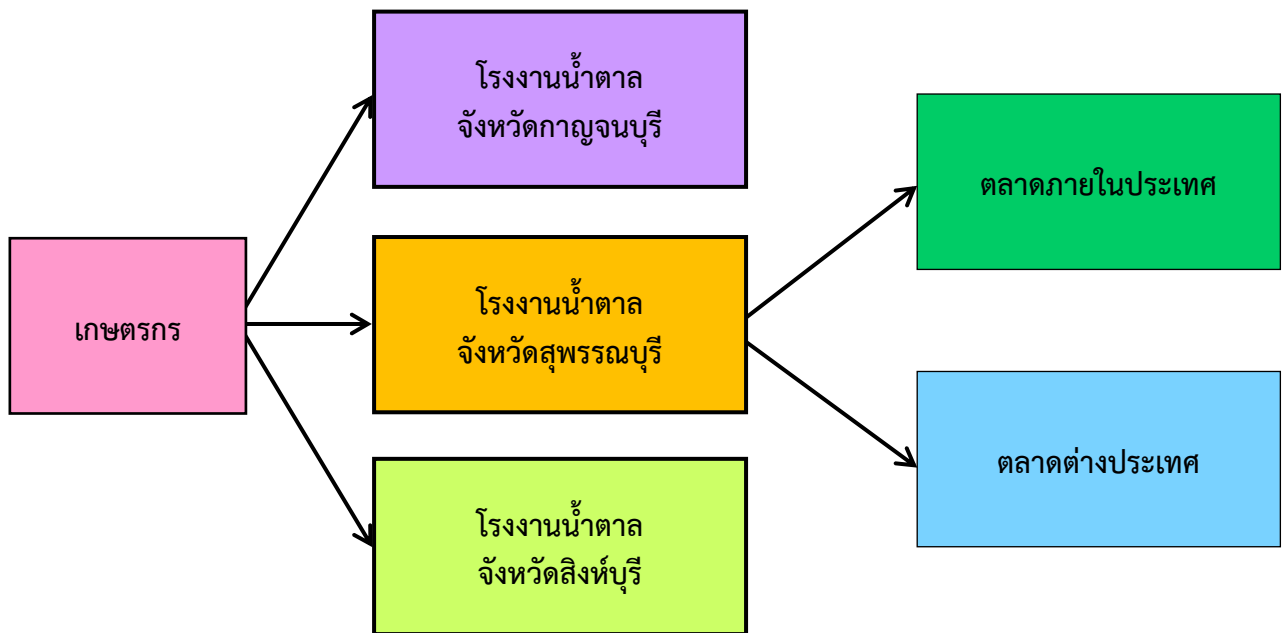 เกษตรกร
โรงงานน้ำตาล
จังหวัดกาญจนบุรี
โรงงานน้ำตาล
จังหวัดสุพรรณบุรี
โรงงานน้ำตาล
จังหวัดสิงห์บุรี
ตลาดภายในประเทศ
ตลาดต่างประเทศ